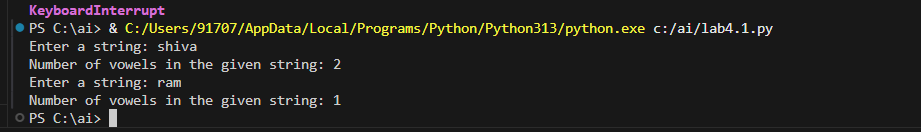 KeyboardInterrupt
PS C:\ai> & C:/Users/91707/AppData/Local/Programs/Python/Python313/python.exe c:/ai/lab4.1.py
Enter a string: shiva
Number of vowels in the given string: 2
Enter a string: ram
Number of vowels in the given string: 1
PS C:\ai>